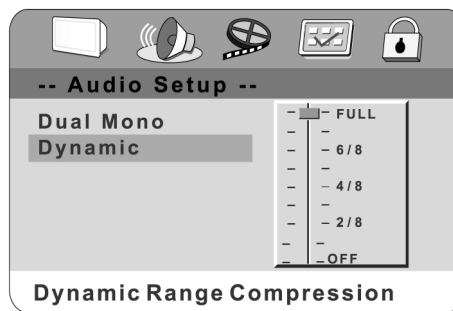 -- Audio Setup --
Dual Mono
Dynamic
FULL
6/8
4/8
2/8
OFF
Dynamic Range Compression